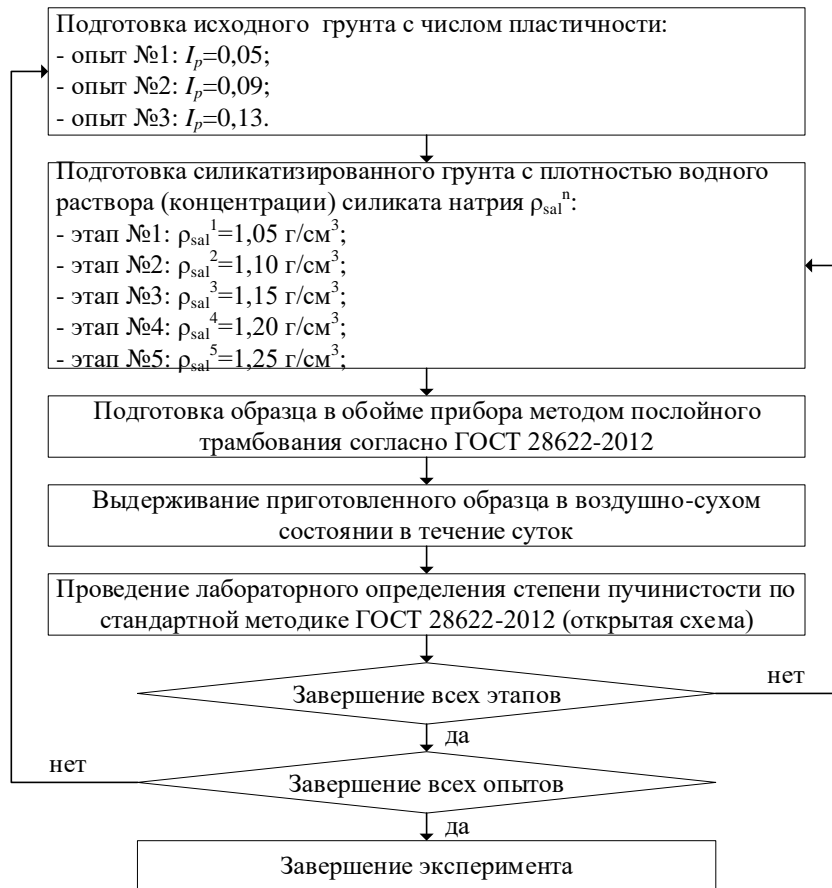 Подготовка исходного грунта с числом пластичности:
- опыт №1: Iр=0,05;
- опыт №2: Iр=0,09;
- опыт №3: Iр=0,13.
Подготовка силикатизированного грунта с плотностью водного
раствора (концентрации) силиката натрия ρsalⁿ:
- этап №1: ρsal¹=1,05 г/см³;
- этап №2: ρsal²=1,10 г/см³;
- этап №3: ρsal³=1,15 г/см³;
- этап №4: ρsal⁴=1,20 г/см³;
- этап №5: ρsal⁵=1,25 г/см³;
Подготовка образца в обойме прибора методом послойного
трамбования согласно ГОСТ 28622-2012
Выдерживание приготовленного образца в воздушно-сухом
состоянии в течение суток
Проведение лабораторного определения степени пучинистости по
стандартной методике ГОСТ 28622-2012 (открытая схема)
нет
Завершение всех этапов
да
нет
Завершение всех опытов
да
Завершение эксперимента